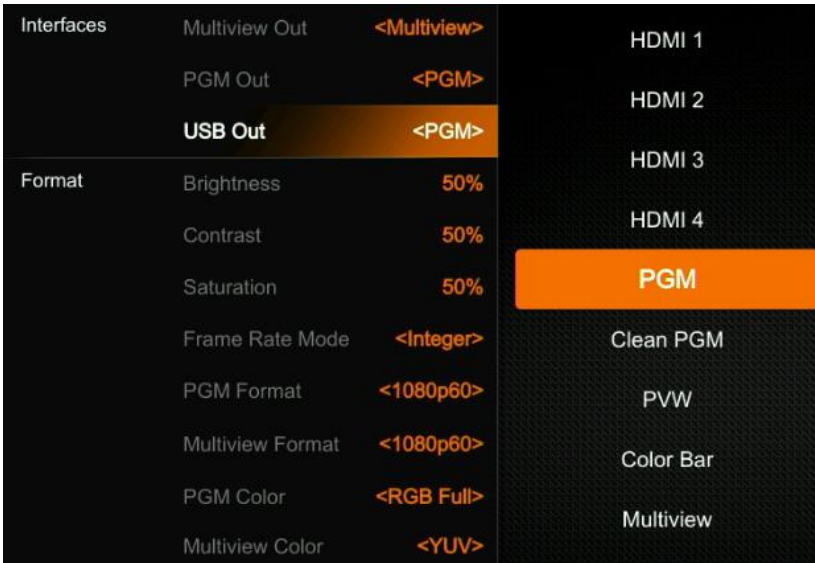 Interfaces Multiview Out <Multiview>
PGM Out <PGM>
USB Out <PGM>
Format Brightness 50%
Contrast 50%
Saturation 50%
Frame Rate Mode <Integer>
PGM Format <1080p60>
Multiview Format <1080p60>
PGM Color <RGB Full>
Multiview Color <YUV>
HDMI 1
HDMI 2
HDMI 3
HDMI 4
PGM
Clean PGM
PVW
Color Bar
Multiview